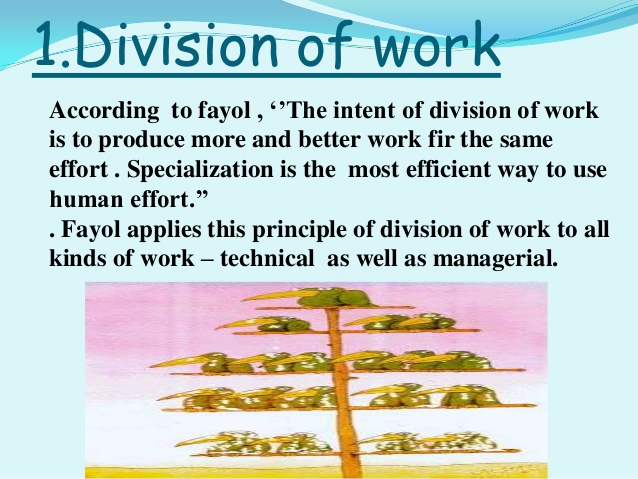 1.Division of work
According  to fayol , ‘’The intent of division of work
is to produce more and better work fir the same
effort . Specialization is the  most efficient way to use
human effort.”
. Fayol applies this principle of division of work to all
kinds of work – technical  as well as managerial.